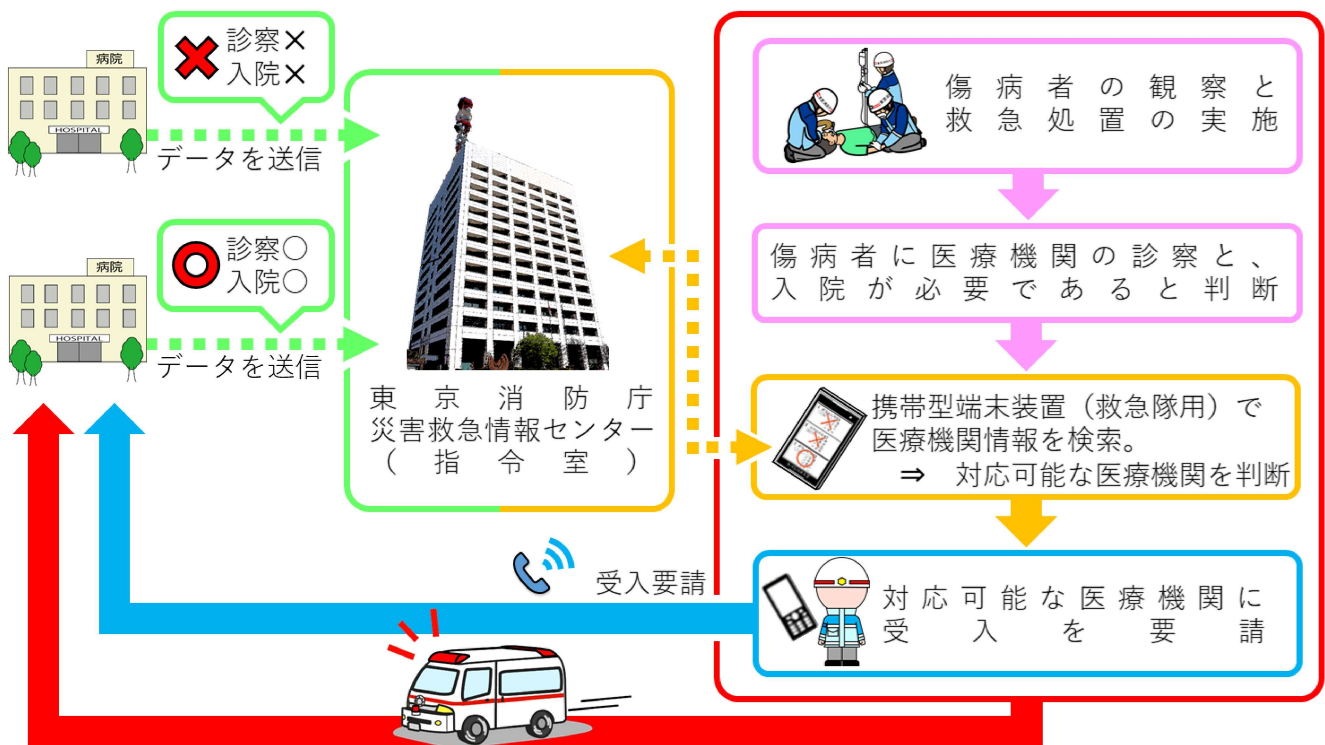 病院
HOSPITAL
診察×
入院×
データを送信
病院
HOSPITAL
診察○
入院○
データを送信
東京消防庁
災害救急情報センター
（指令室）
傷病者の観察と
救急処置の実施
傷病者に医療機関の診察と、
入院が必要であると判断
携帯型端末装置（救急隊用）で
医療機関情報を検索。
⇒ 対応可能な医療機関を判断
対応可能な医療機関に
受入を要請
受入要請